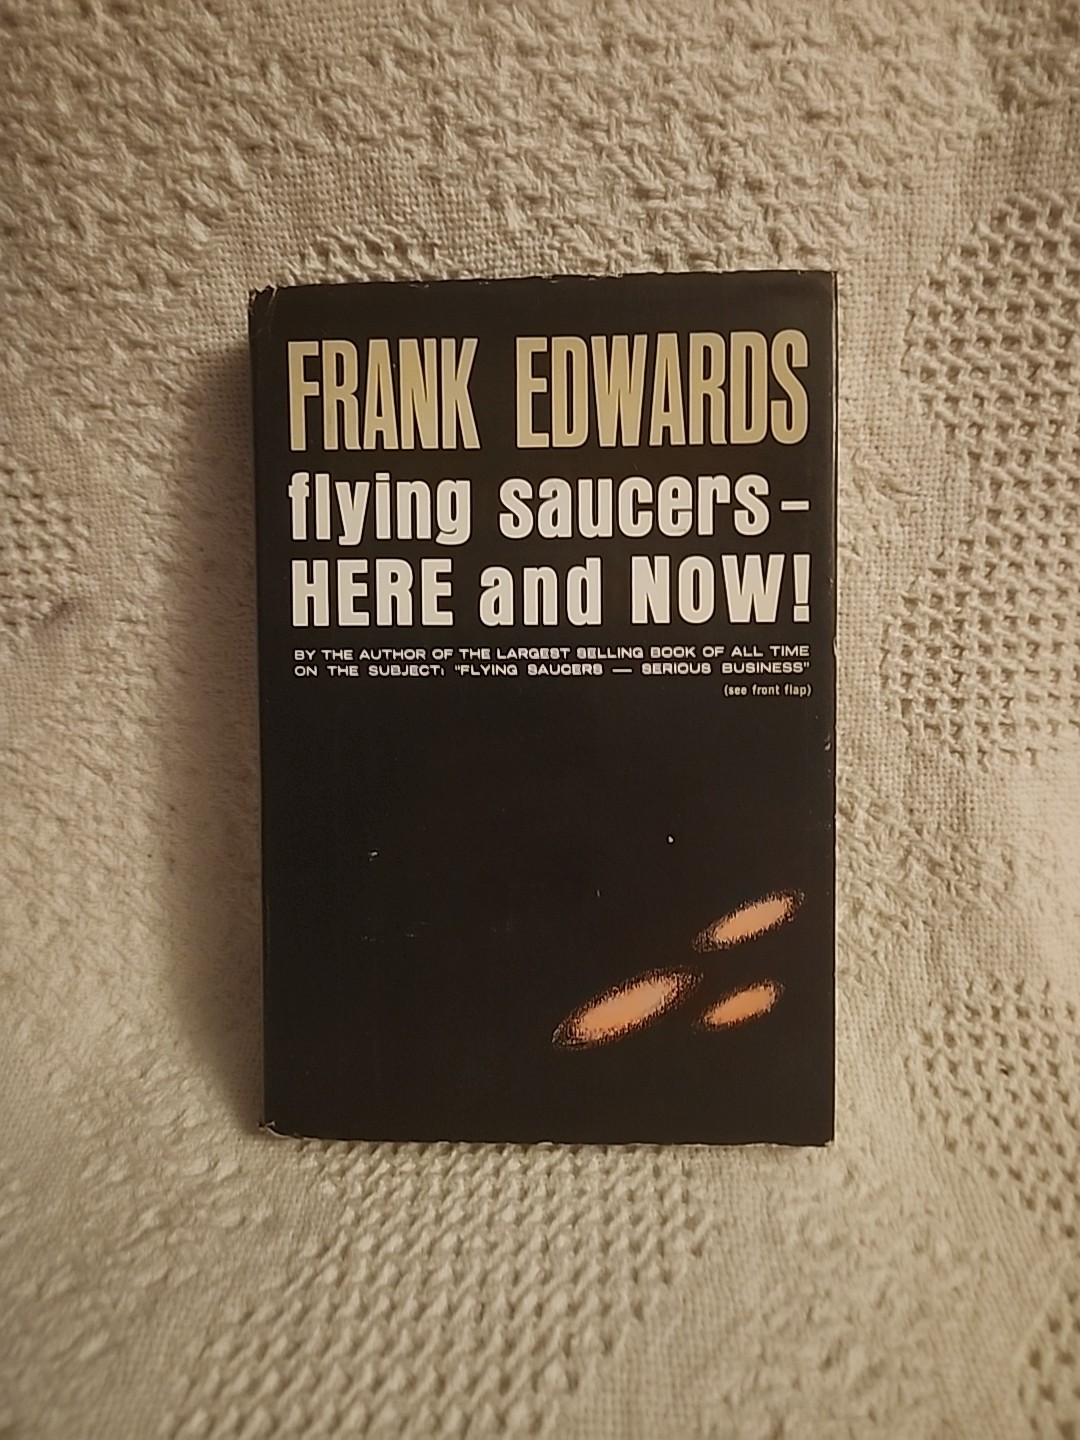 FRANK EDWARDS
flying saucers –
HERE and NOW!
BY THE AUTHOR OF THE LARGEST SELLING BOOK OF ALL TIME
ON THE SUBJECT: "FLYING SAUCERS — SERIOUS BUSINESS"
(see front flap)